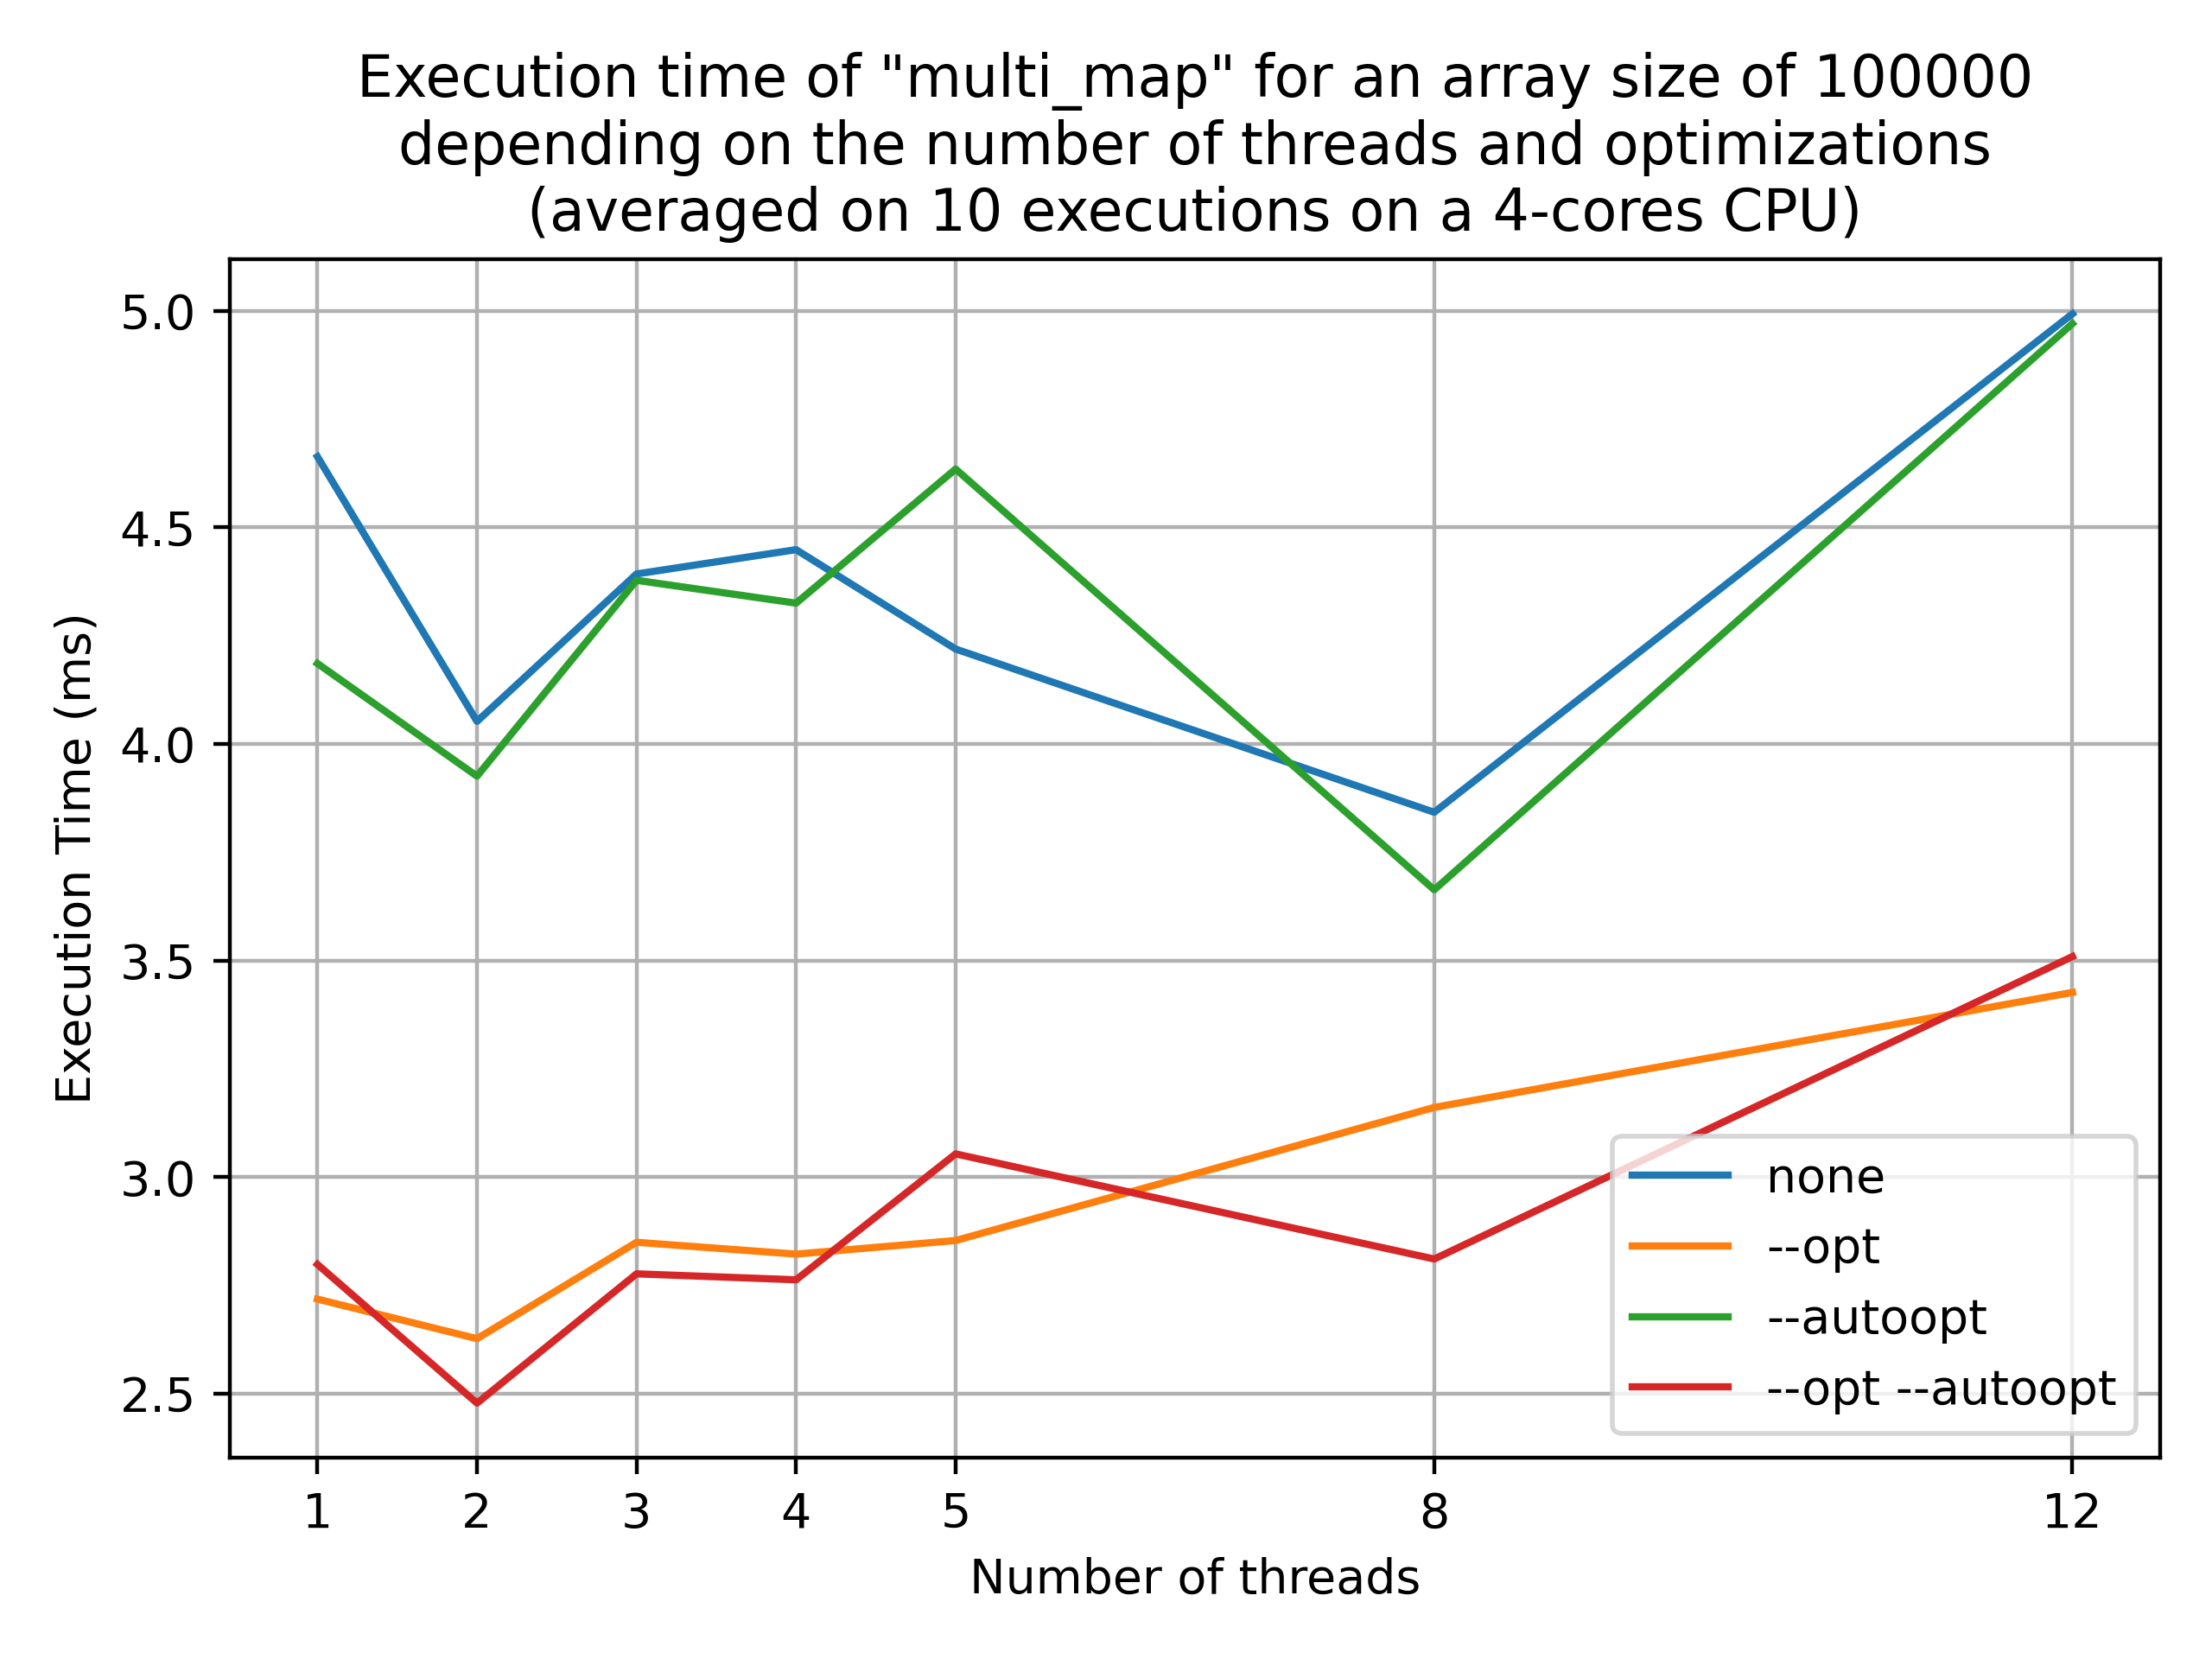 Execution time of "multi_map" for an array size of 100000
depending on the number of threads and optimizations
(averaged on 10 executions on a 4-cores CPU)
5.0
4.5
4.0
3.5
3.0
2.5
Execution Time (ms)
none
--opt
--autoopt
--opt --autoopt
1 2 3 4 5 8 12
Number of threads